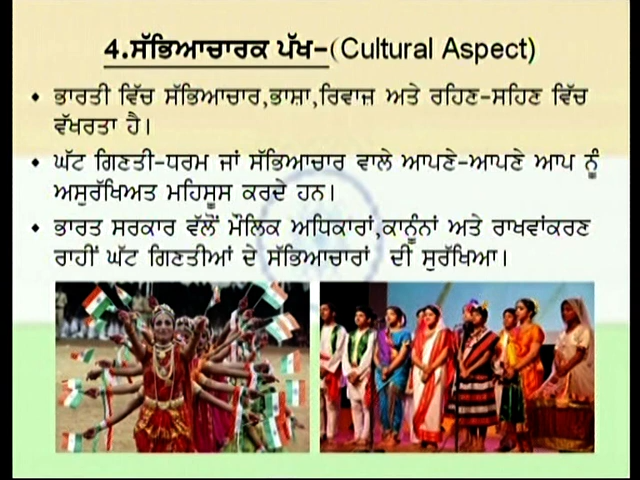 4.ਸੱਭਿਆਚਾਰਕ ਪੱਖ-(Cultural Aspect)
• ਭਾਰਤੀ ਵਿੱਚ ਸੱਭਿਆਚਾਰ,ਭਾਸ਼ਾ,ਰਿਵਾਜ਼ ਅਤੇ ਰਹਿਣ-ਸਹਿਣ ਵਿੱਚ
ਵੱਖਰਤਾ ਹੈ।
• ਘੱਟ ਗਿਣਤੀ-ਧਰਮ ਜਾਂ ਸੱਭਿਆਚਾਰ ਵਾਲੇ ਆਪਣੇ-ਆਪਣੇ ਆਪ ਨੂੰ
ਅਸੁਰੱਖਿਅਤ ਮਹਿਸੂਸ ਕਰਦੇ ਹਨ।
• ਭਾਰਤ ਸਰਕਾਰ ਵੱਲੋਂ ਮੌਲਿਕ ਅਧਿਕਾਰਾਂ,ਕਾਨੂੰਨਾਂ ਅਤੇ ਰਾਖਵਾਂਕਰਣ
ਰਾਹੀਂ ਘੱਟ ਗਿਣਤੀਆਂ ਦੇ ਸੱਭਿਆਚਾਰਾਂ ਦੀ ਸੁਰੱਖਿਆ।